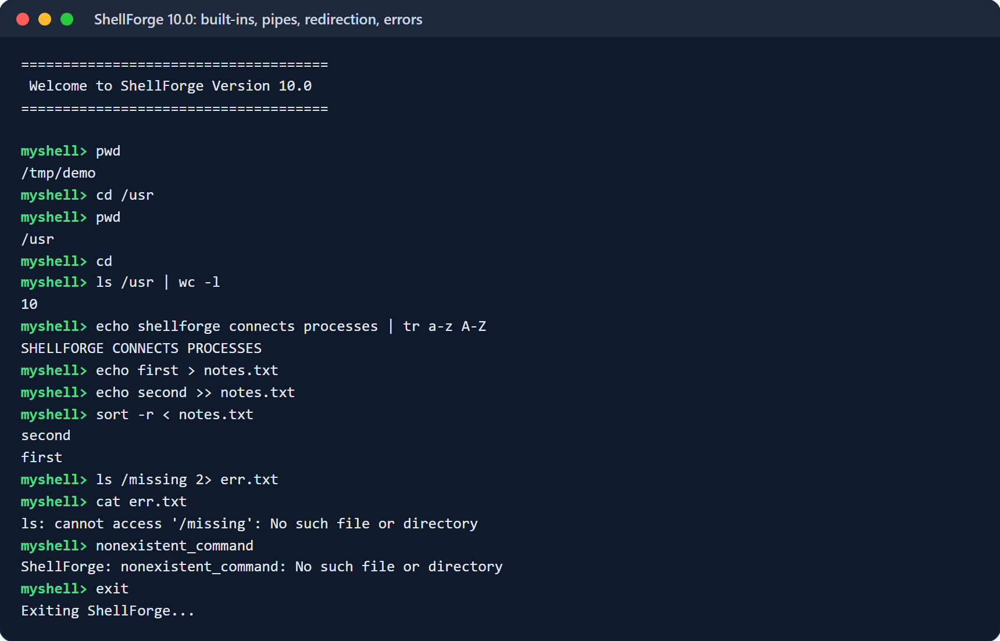 ShellForge 10.0: built-ins, pipes, redirection, errors
=====================================
 Welcome to ShellForge Version 10.0
=====================================
myshell> pwd
/tmp/demo
myshell> cd /usr
myshell> pwd
/usr
myshell> cd
myshell> ls /usr | wc -l
10
myshell> echo shellforge connects processes | tr a-z A-Z
SHELLFORGE CONNECTS PROCESSES
myshell> echo first > notes.txt
myshell> echo second >> notes.txt
myshell> sort -r < notes.txt
second
first
myshell> ls /missing 2> err.txt
myshell> cat err.txt
ls: cannot access '/missing': No such file or directory
myshell> nonexistent_command
ShellForge: nonexistent_command: No such file or directory
myshell> exit
Exiting ShellForge...